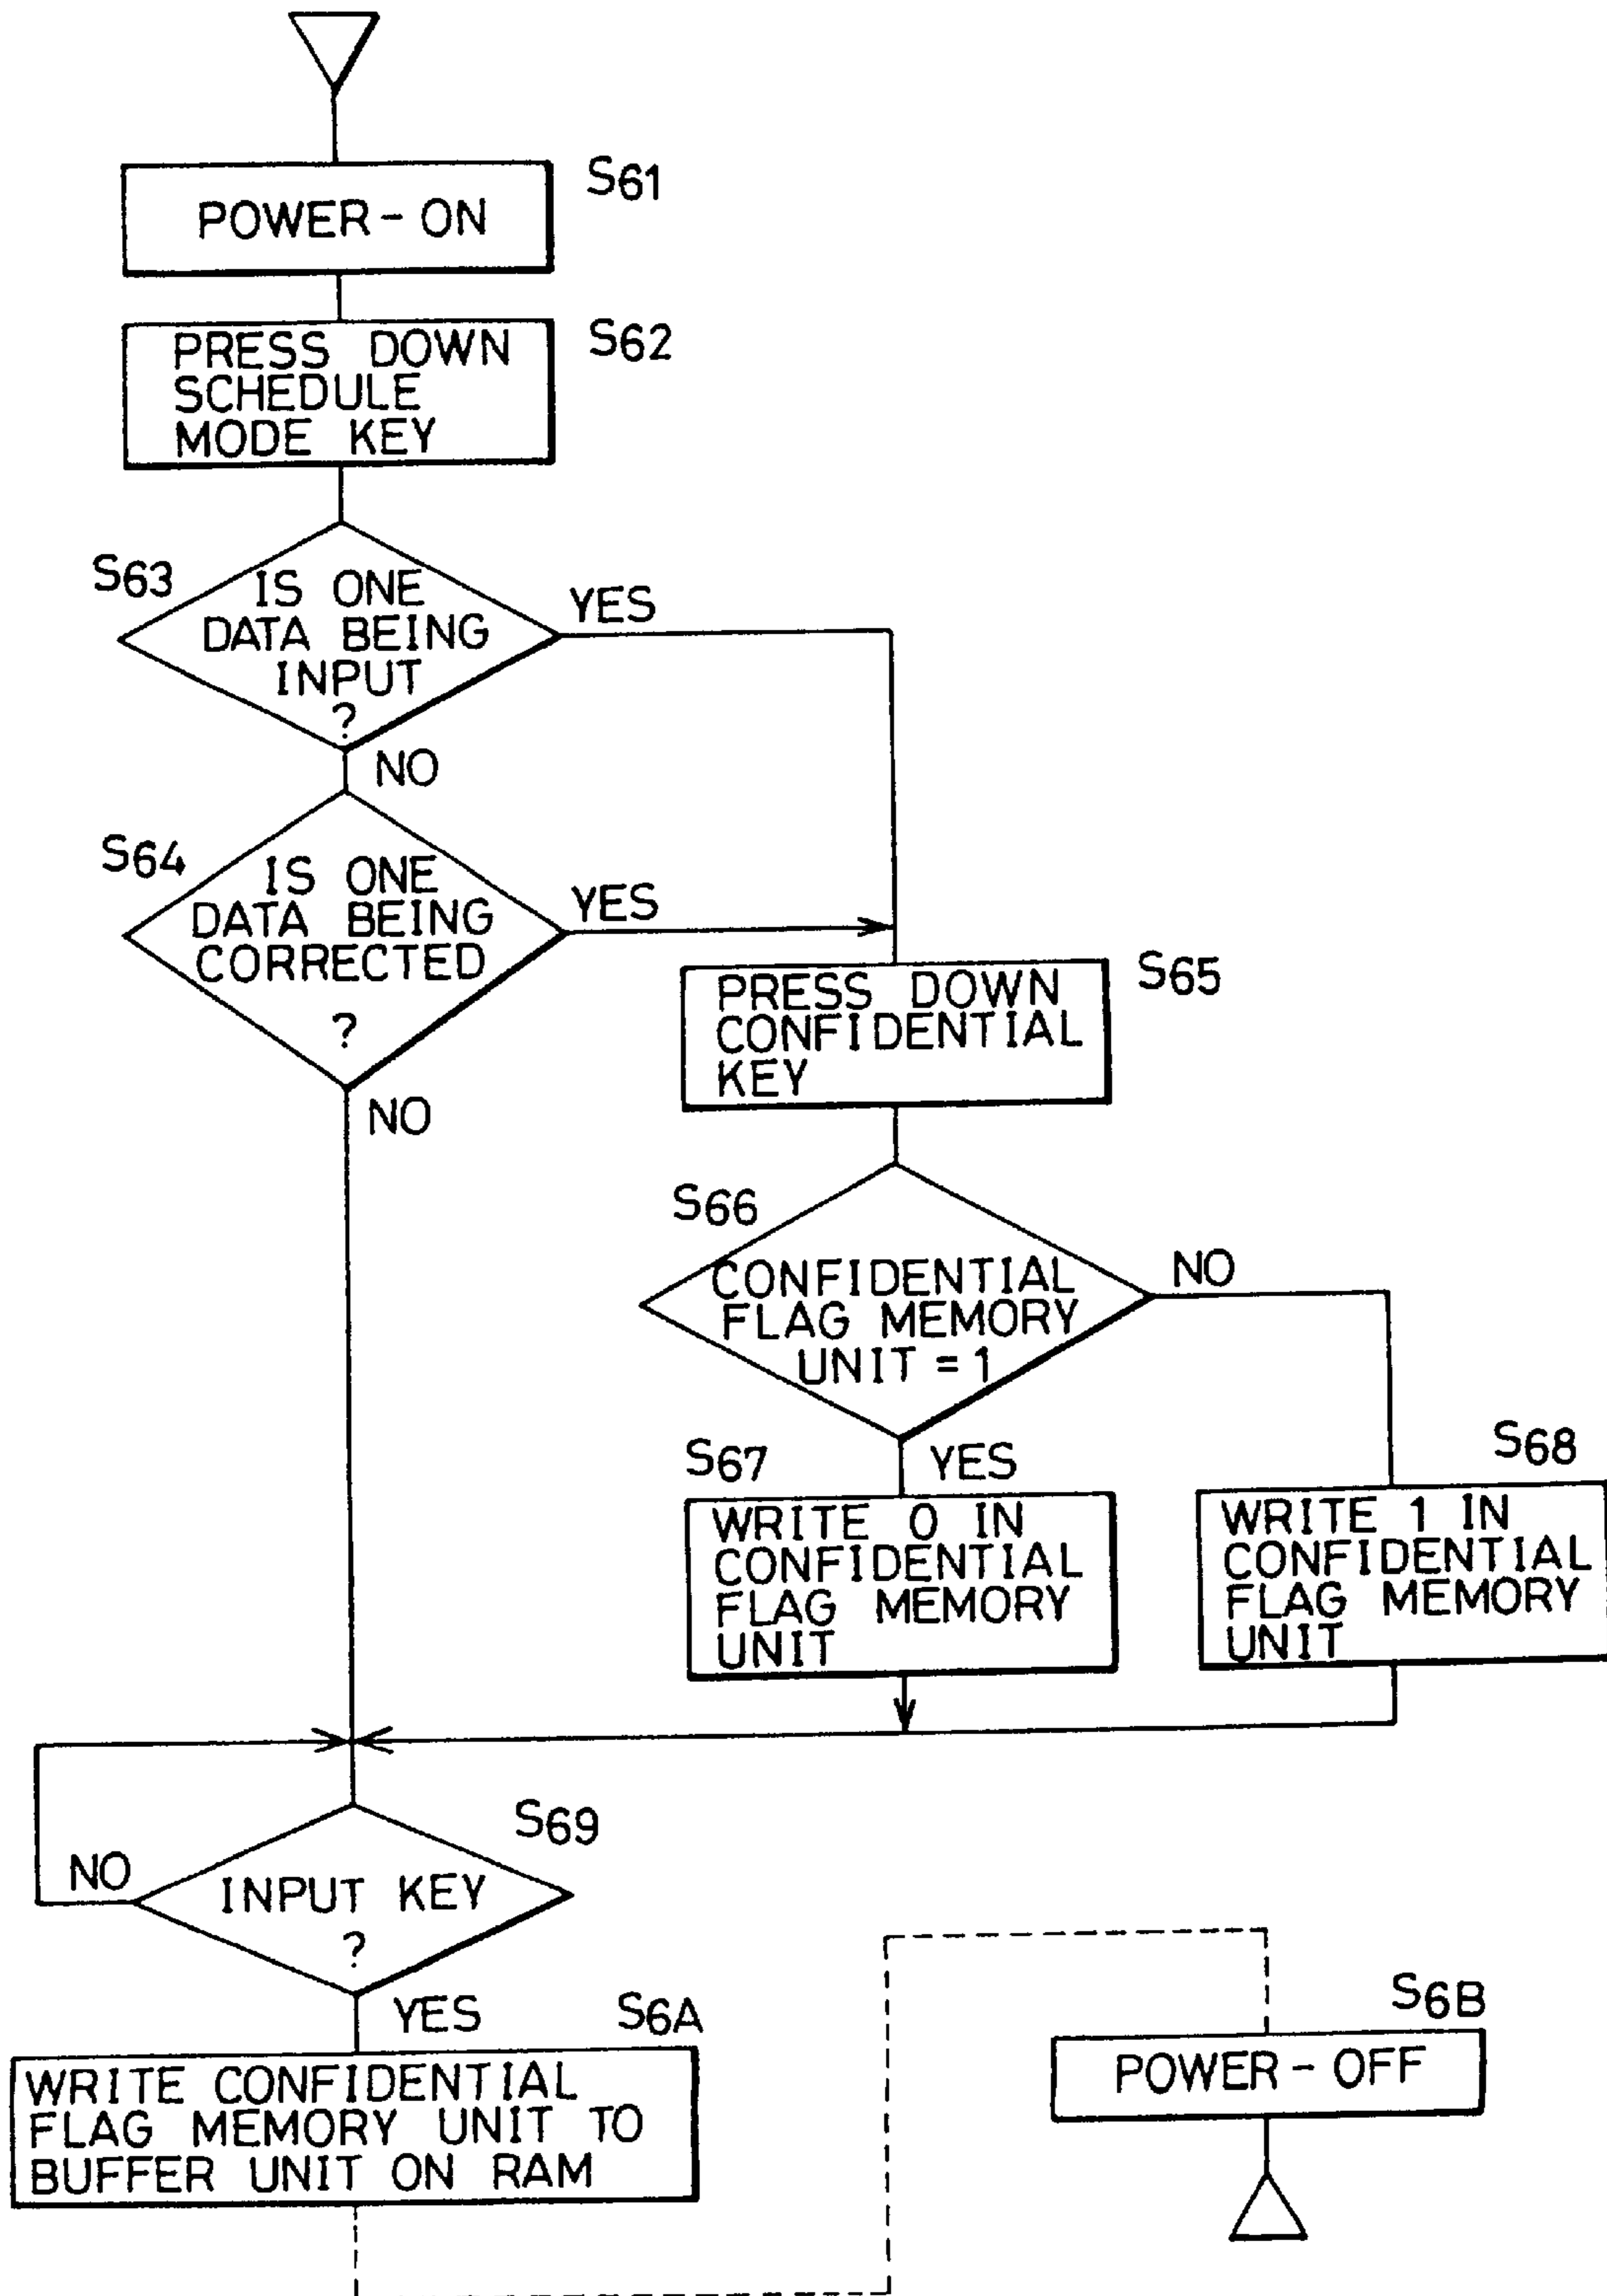 S61
POWER-ON
S62
PRESS DOWN
SCHEDULE
MODE KEY
S63
IS ONE
DATA BEING
INPUT
?
YES
NO
S64
IS ONE
DATA BEING
CORRECTED
?
YES
NO
S65
PRESS DOWN
CONFIDENTIAL
KEY
S66
CONFIDENTIAL
FLAG MEMORY
UNIT = 1
NO
YES
S67
WRITE 0 IN
CONFIDENTIAL
FLAG MEMORY
UNIT
S68
WRITE 1 IN
CONFIDENTIAL
FLAG MEMORY
UNIT
S69
INPUT KEY
?
NO
YES
S6A
WRITE CONFIDENTIAL
FLAG MEMORY UNIT TO
BUFFER UNIT ON RAM
S6B
POWER-OFF